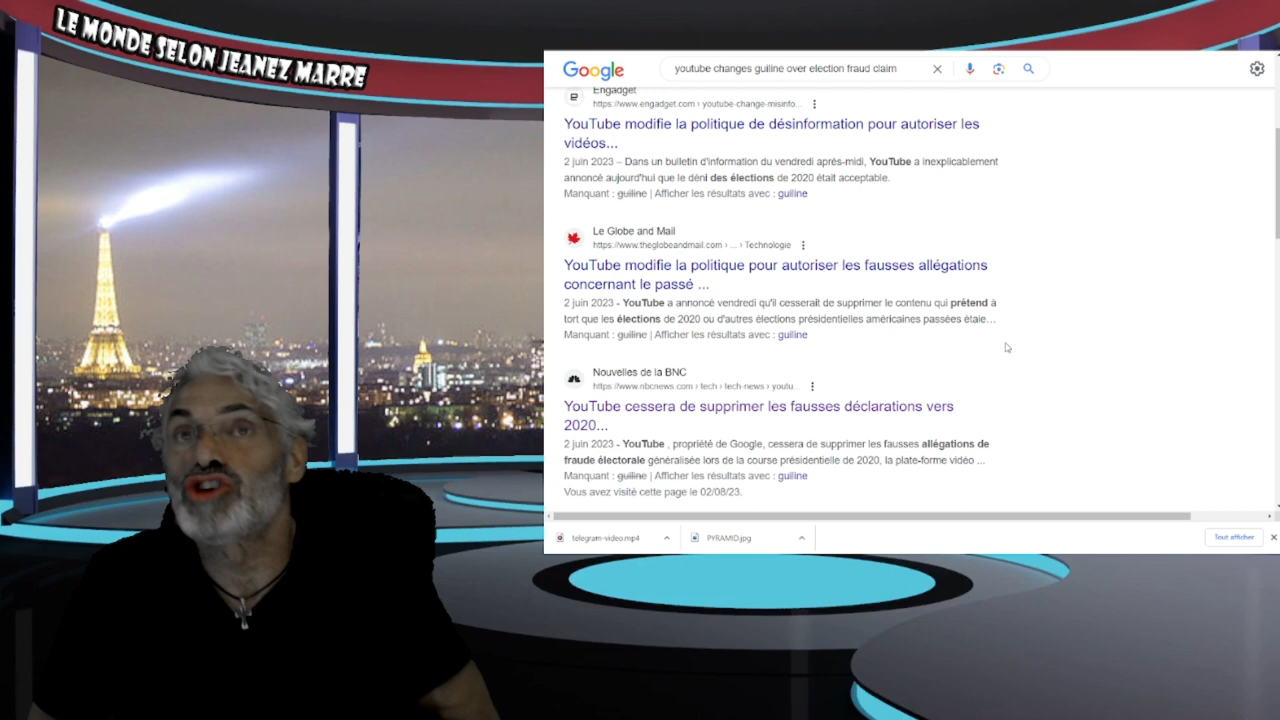 LE MONDE SELON JEANEZ MARRE
Google
youtube changes guiline over election fraud claim
Engadget
https://www.engadget.com › youtube-change-misinfo...
YouTube modifie la politique de désinformation pour autoriser les
vidéos...
2 juin 2023 – Dans un bulletin d'information du vendredi après-midi, YouTube a inexplicablement
annoncé aujourd'hui que le déni des élections de 2020 était acceptable.
Manquant : guiline | Afficher les résultats avec : guiline
Le Globe and Mail
https://www.theglobeandmail.com › ... › Technologie
YouTube modifie la politique pour autoriser les fausses allégations
concernant le passé ...
2 juin 2023 - YouTube a annoncé vendredi qu'il cesserait de supprimer le contenu qui prétend à
tort que les élections de 2020 ou d'autres élections présidentielles américaines passées étaie...
Manquant : guiline | Afficher les résultats avec : guiline
Nouvelles de la BNC
https://www.nbcnews.com › tech › tech-news › youtu...
YouTube cessera de supprimer les fausses déclarations vers
2020...
2 juin 2023 - YouTube , propriété de Google, cessera de supprimer les fausses allégations de
fraude électorale généralisée lors de la course présidentielle de 2020, la plate-forme vidéo ...
Manquant : guiline | Afficher les résultats avec : guiline
Vous avez visité cette page le 02/08/23.
telegram-video.mp4
PYRAMID.jpg
Tout afficher